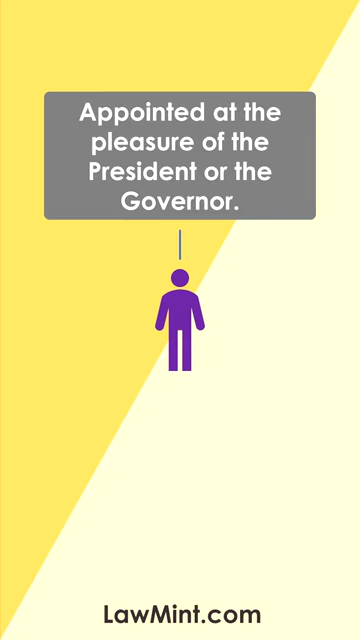 Appointed at the
pleasure of the
President or the
Governor.
LawMint.com